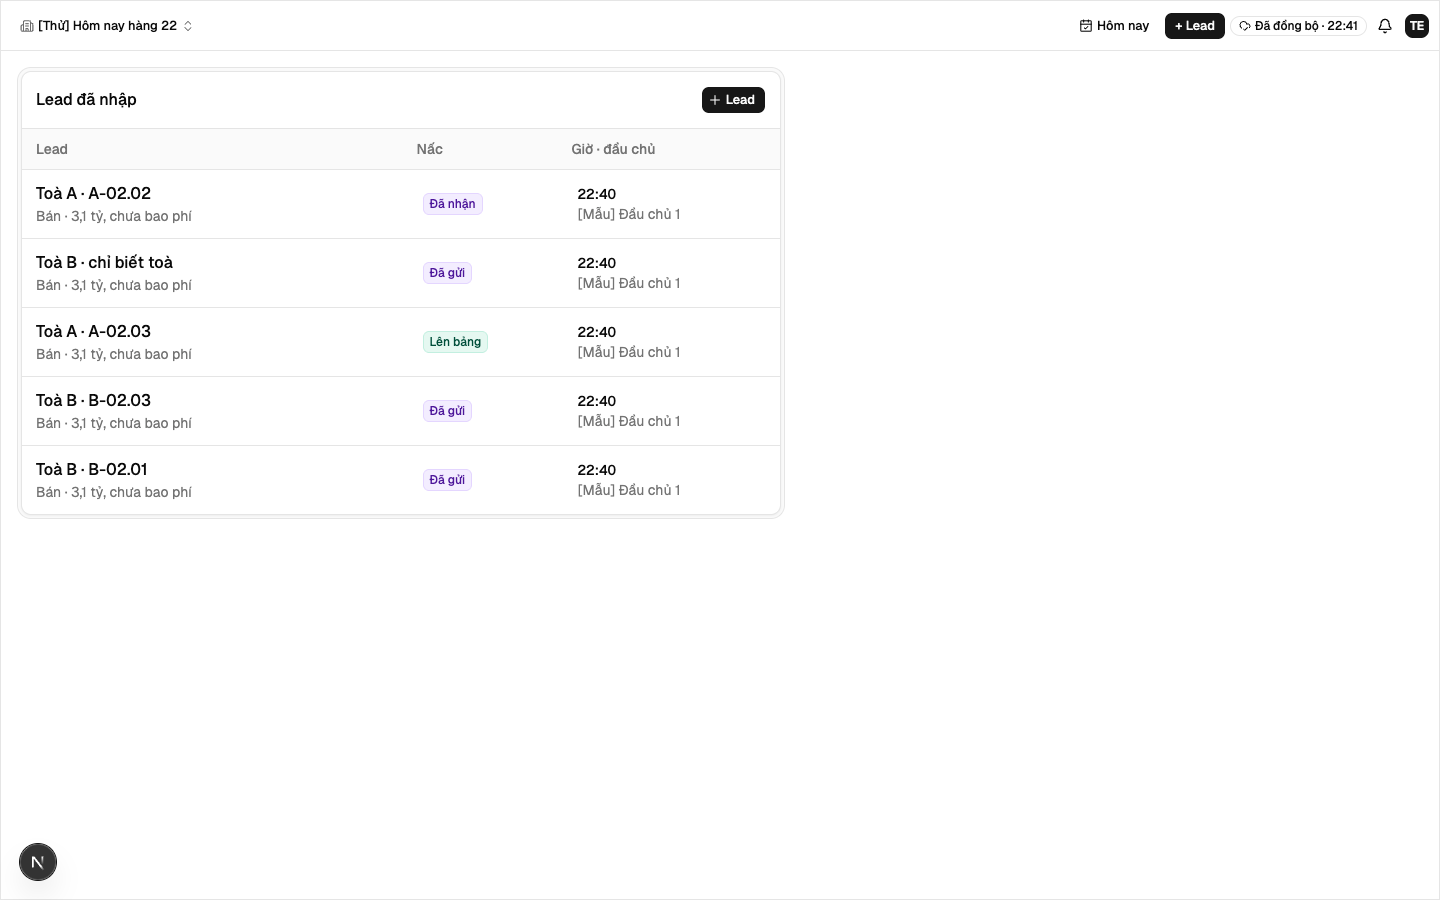 [Thử] Hôm nay hàng 22
Hôm nay
+ Lead
Đã đồng bộ · 22:41
TE
Lead đã nhập
+ Lead
Lead
Nấc
Giờ · đầu chủ
Toà A · A-02.02
Bán · 3,1 tỷ, chưa bao phí
Đã nhận
22:40
[Mẫu] Đầu chủ 1
Toà B · chỉ biết toà
Bán · 3,1 tỷ, chưa bao phí
Đã gửi
22:40
[Mẫu] Đầu chủ 1
Toà A · A-02.03
Bán · 3,1 tỷ, chưa bao phí
Lên bảng
22:40
[Mẫu] Đầu chủ 1
Toà B · B-02.03
Bán · 3,1 tỷ, chưa bao phí
Đã gửi
22:40
[Mẫu] Đầu chủ 1
Toà B · B-02.01
Bán · 3,1 tỷ, chưa bao phí
Đã gửi
22:40
[Mẫu] Đầu chủ 1
N